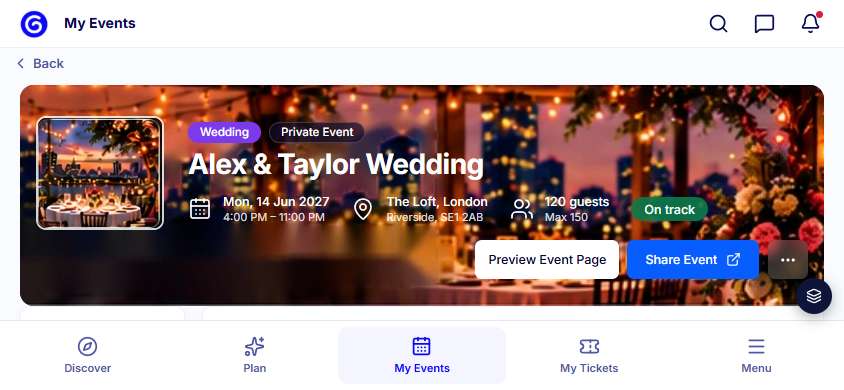 My Events
Back
Wedding
Private Event
Alex & Taylor Wedding
Mon, 14 Jun 2027
4:00 PM – 11:00 PM
The Loft, London
Riverside, SE1 2AB
120 guests
Max 150
On track
Preview Event Page
Share Event
Discover
Plan
My Events
My Tickets
Menu